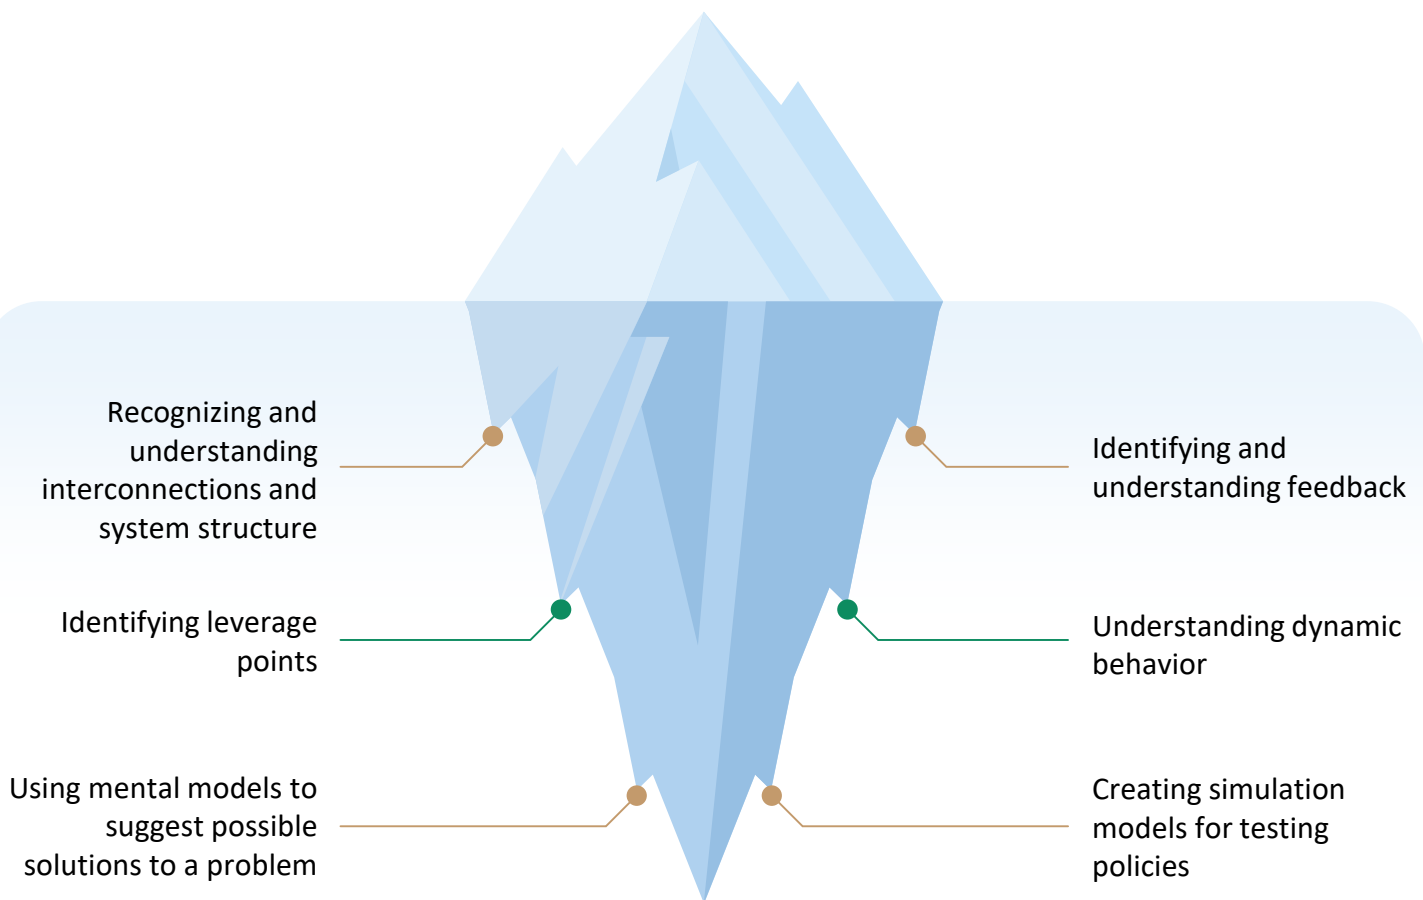 Recognizing and
understanding
interconnections and
system structure
Identifying and
understanding feedback
Identifying leverage
points
Understanding dynamic
behavior
Using mental models to
suggest possible
solutions to a problem
Creating simulation
models for testing
policies